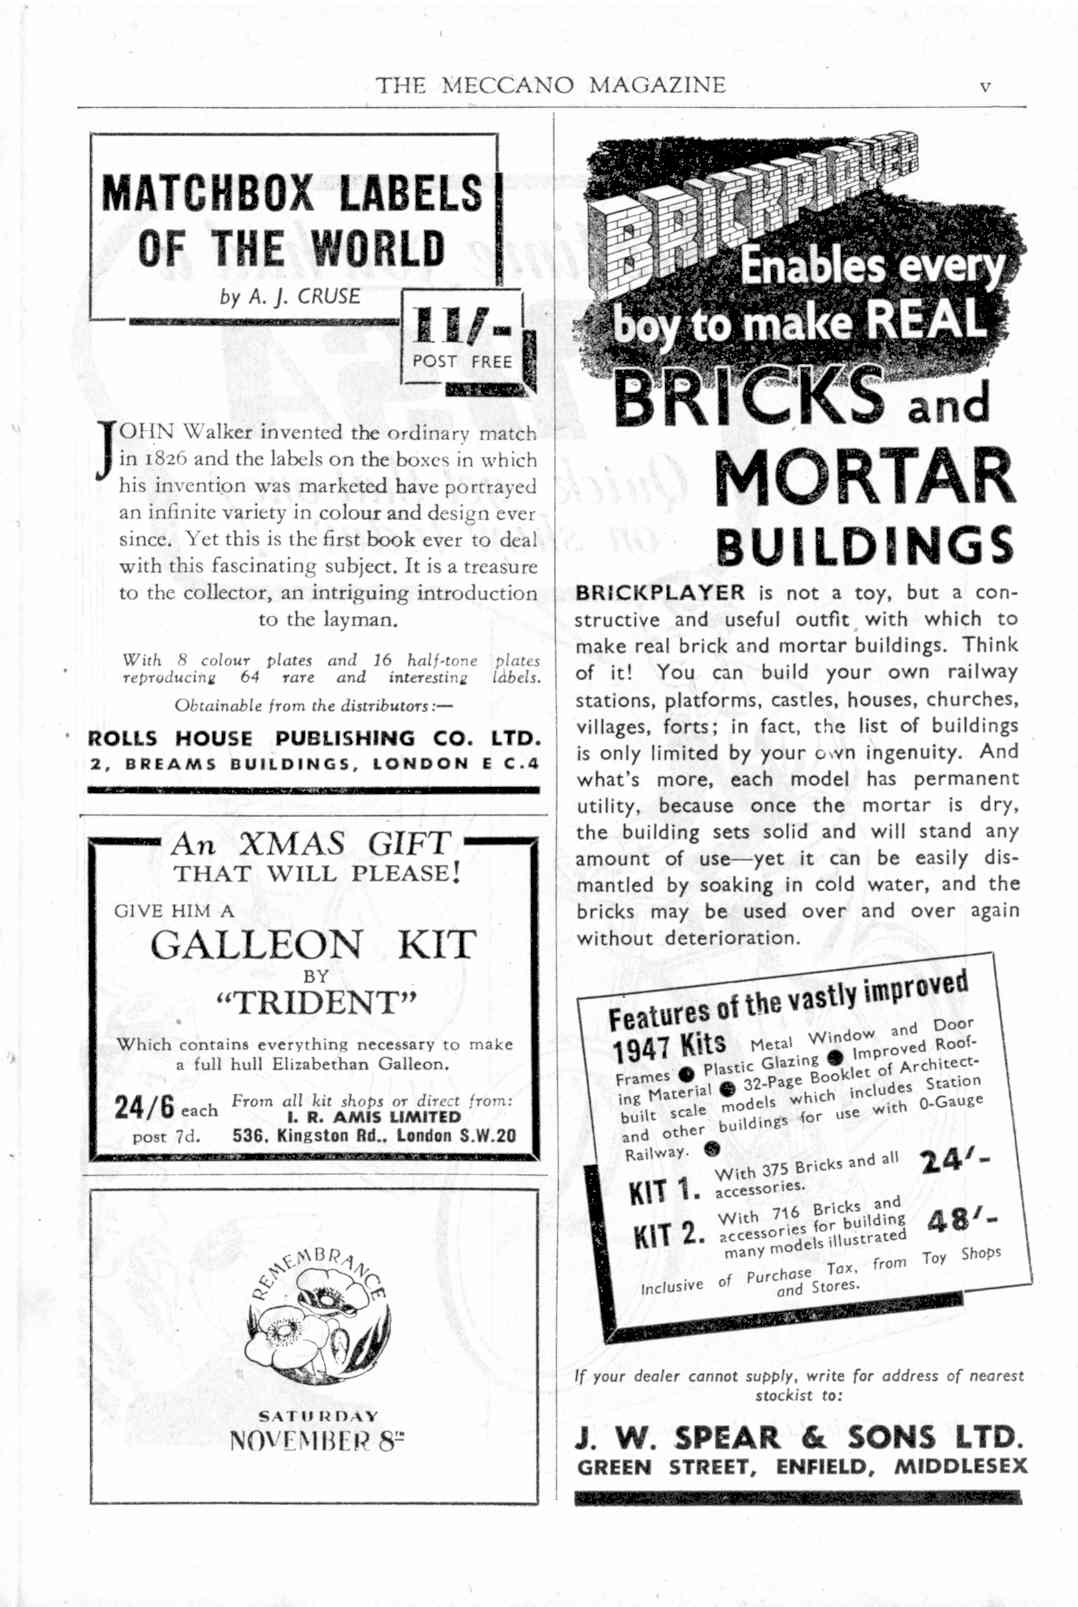 THE MECCANO MAGAZINE v
MATCHBOX LABELS
OF THE WORLD
by A. J. CRUSE
11/-
POST FREE
JOHN Walker invented the ordinary match
in 1826 and the labels on the boxes in which
his invention was marketed have portrayed
an infinite variety in colour and design ever
since. Yet this is the first book ever to deal
with this fascinating subject. It is a treasure
to the collector, an intriguing introduction
to the layman.
With 8 colour plates and 16 half-tone plates
reproducing 64 rare and interesting labels.
Obtainable from the distributors:—
ROLLS HOUSE PUBLISHING CO. LTD.
2, BREAMS BUILDINGS, LONDON E C.4
An XMAS GIFT
THAT WILL PLEASE!
GIVE HIM A
GALLEON KIT
BY
"TRIDENT"
Which contains everything necessary to make
a full hull Elizabethan Galleon.
24/6 each
post 7d.
From all kit shops or direct from:
I. R. AMIS LIMITED
536, Kingston Rd., London S.W.20
REMEMBRANCE
SATURDAY
NOVEMBER 8TH
BRICKPLAYER
Enables every
boy to make REAL
BRICKS and
MORTAR
BUILDINGS
BRICKPLAYER is not a toy, but a con-
structive and useful outfit with which to
make real brick and mortar buildings. Think
of it! You can build your own railway
stations, platforms, castles, houses, churches,
villages, forts; in fact, the list of buildings
is only limited by your own ingenuity. And
what's more, each model has permanent
utility, because once the mortar is dry,
the building sets solid and will stand any
amount of use—yet it can be easily dis-
mantled by soaking in cold water, and the
bricks may be used over and over again
without deterioration.
Features of the vastly improved
1947 Kits Metal Window and Door
Frames ● Plastic Glazing ● Improved Roof-
ing Material ● 32-Page Booklet of Architect-
built scale models which includes Station
and other buildings for use with 0-Gauge
Railway. ●
KIT 1. With 375 Bricks and all
accessories. 24/-
KIT 2. With 716 Bricks and
accessories for building
many models illustrated 48/-
Inclusive of Purchase Tax, from Toy Shops
and Stores.
If your dealer cannot supply, write for address of nearest
stockist to:
J. W. SPEAR & SONS LTD.
GREEN STREET, ENFIELD, MIDDLESEX